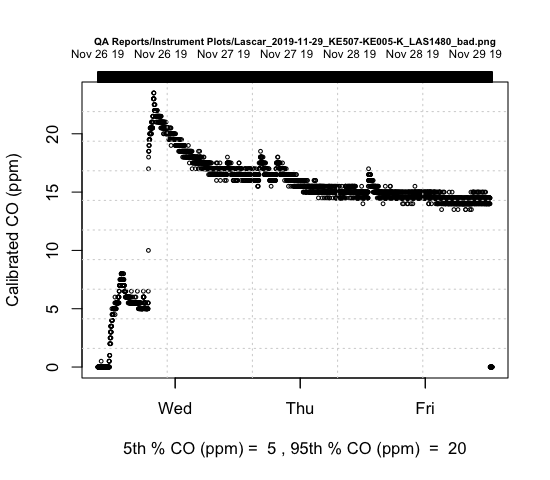 QA Reports/Instrument Plots/Lascar_2019-11-29_KE507-KE005-K_LAS1480_bad.png
Nov 26 19 Nov 26 19 Nov 27 19 Nov 27 19 Nov 28 19 Nov 28 19 Nov 29 19
Calibrated CO (ppm)
20
15
10
5
0
Wed Thu Fri
5th % CO (ppm) = 5 , 95th % CO (ppm) = 20